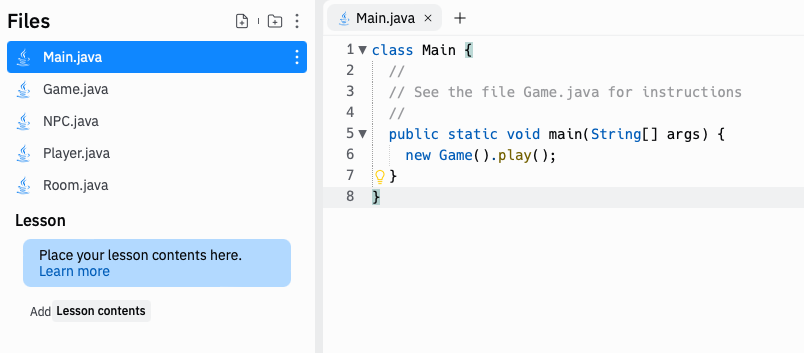 Files
Main.java
Game.java
NPC.java
Player.java
Room.java
Lesson
Place your lesson contents here.
Learn more
Add Lesson contents
Main.java × +
1 class Main {
2 //
3 // See the file Game.java for instructions
4 //
5 public static void main(String[] args) {
6 new Game().play();
7 }
8 }